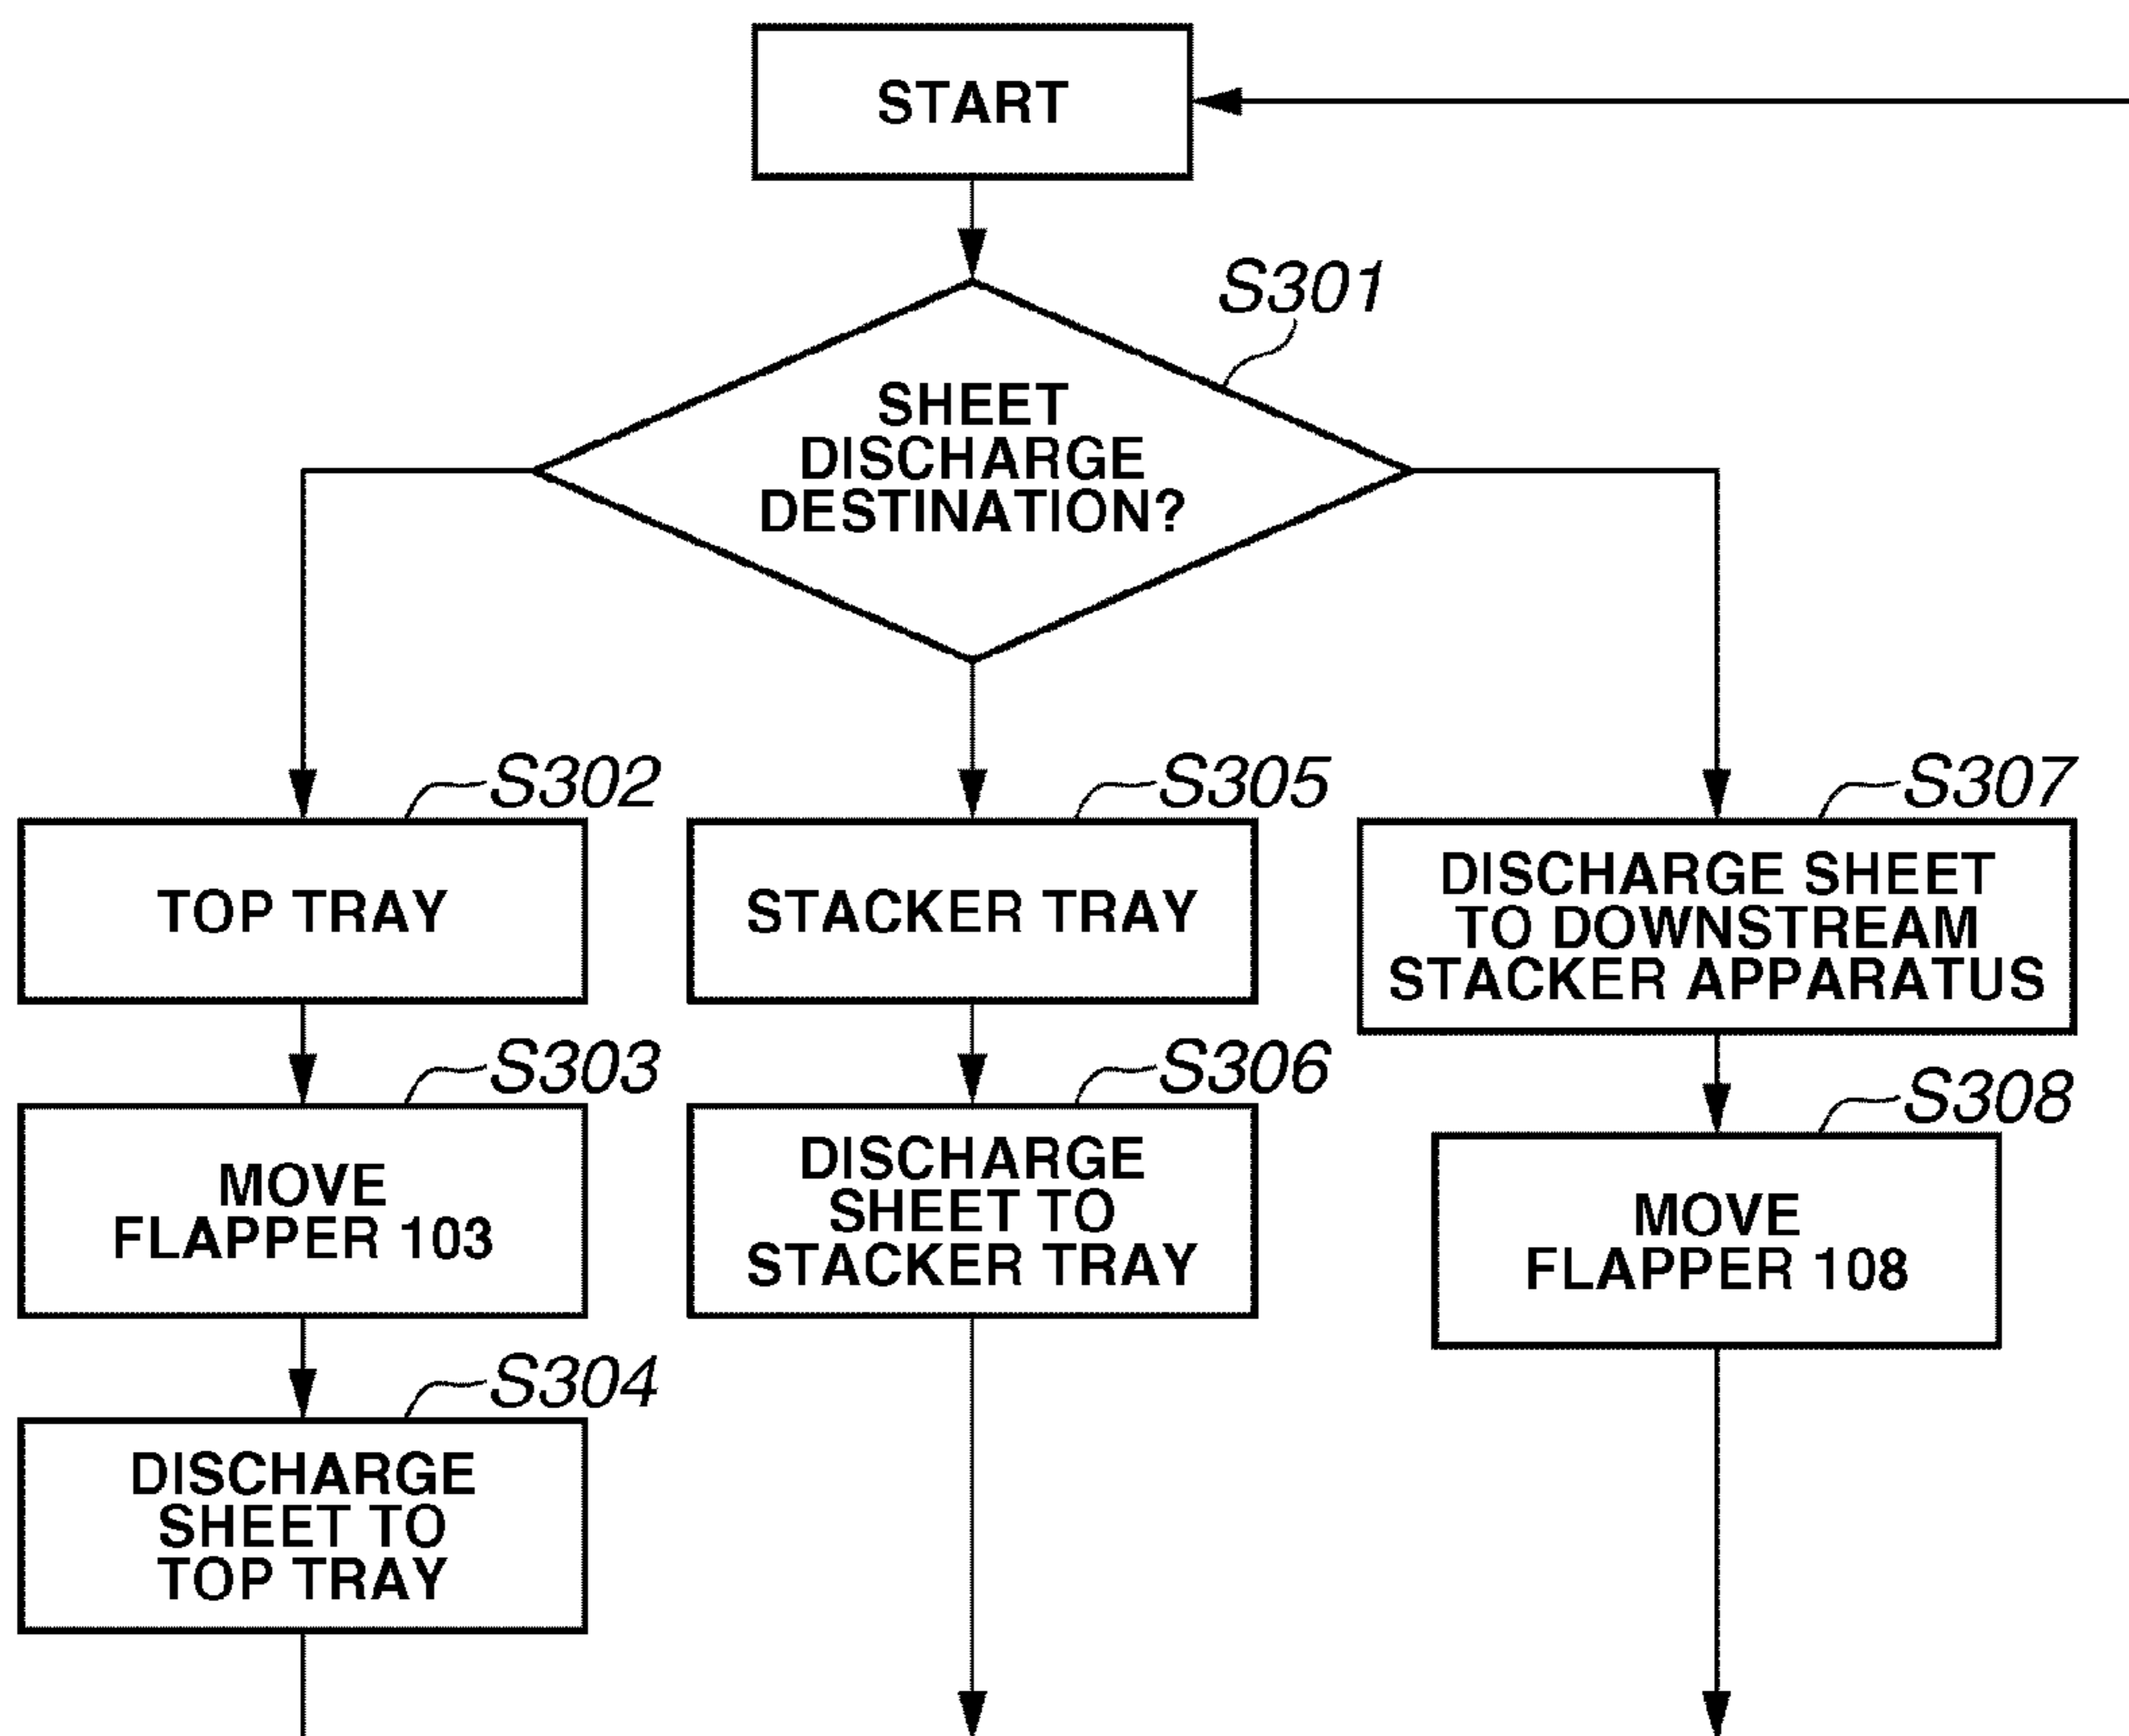 START
S301
SHEET
DISCHARGE
DESTINATION?
S302
TOP TRAY
S303
MOVE
FLAPPER 103
S304
DISCHARGE
SHEET TO
TOP TRAY
S305
STACKER TRAY
S306
DISCHARGE
SHEET TO
STACKER TRAY
S307
DISCHARGE SHEET
TO DOWNSTREAM
STACKER APPARATUS
S308
MOVE
FLAPPER 108